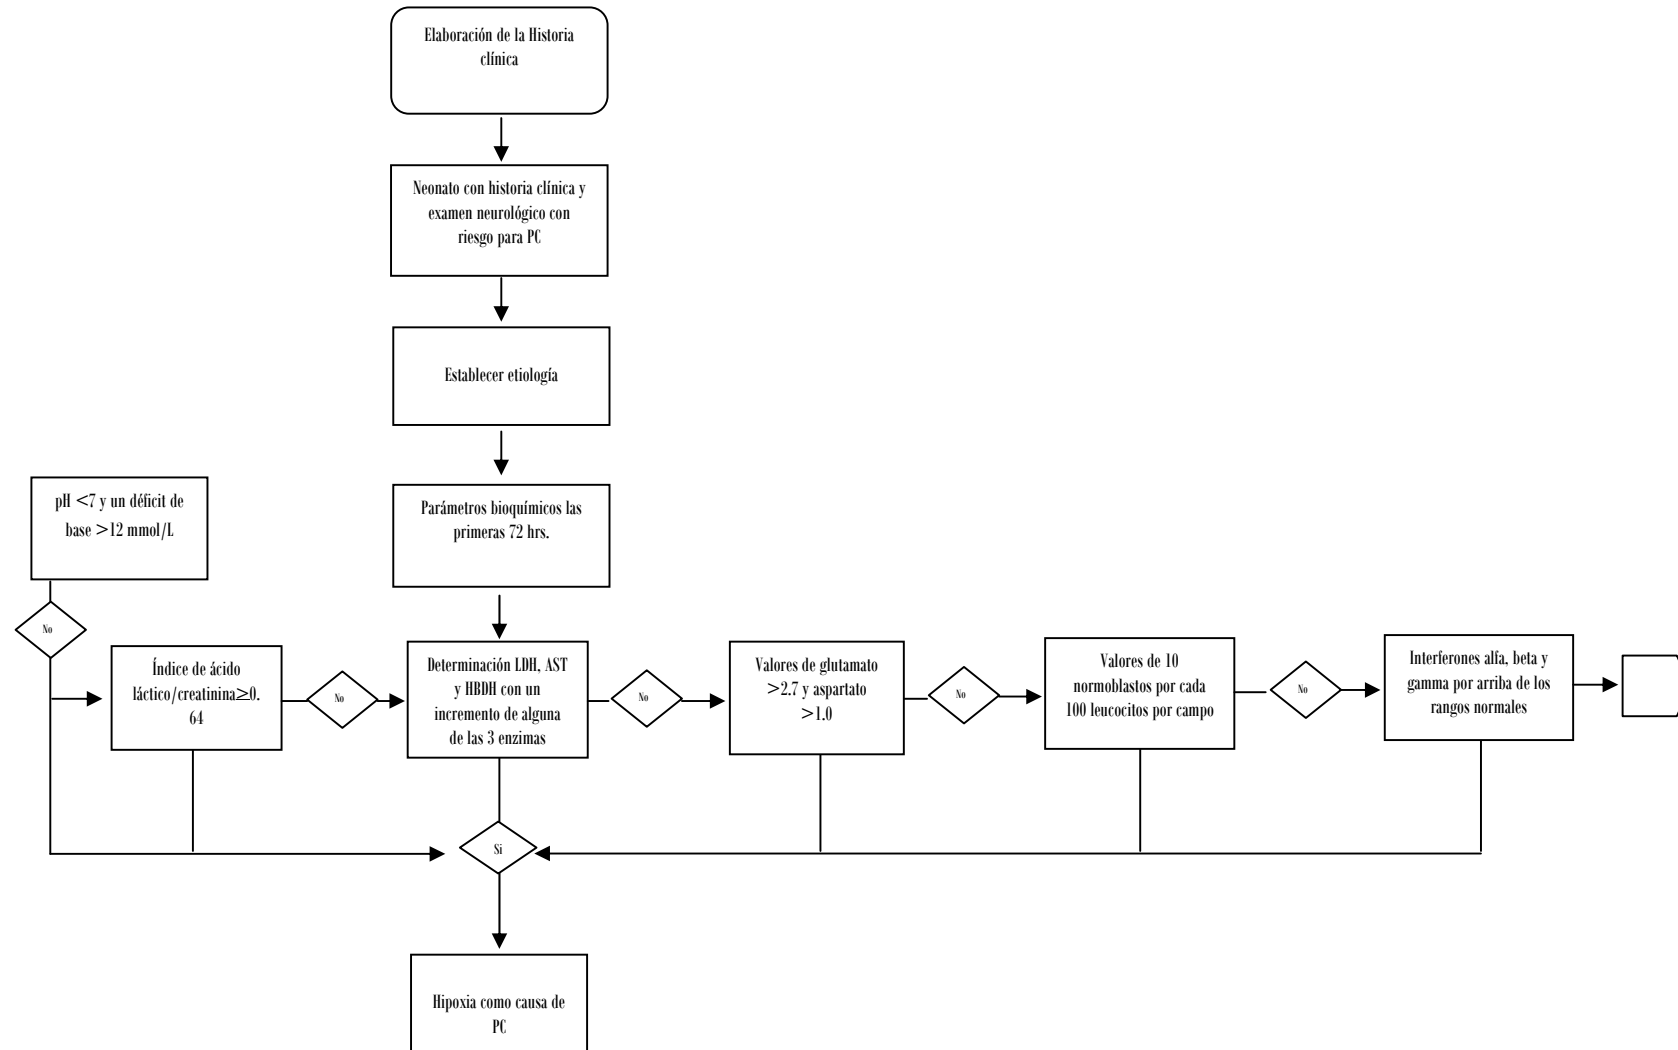 Elaboración de la Historia
clínica
Neonato con historia clínica y
examen neurológico con
riesgo para PC
Establecer etiología
Parámetros bioquímicos las
primeras 72 hrs.
pH <7 y un déficit de
base >12 mmol/L
No
Índice de ácido
láctico/creatinina≥0.
64
No
Determinación LDH, AST
y HBDH con un
incremento de alguna
de las 3 enzimas
No
Valores de glutamato
>2.7 y aspartato
>1.0
No
Valores de 10
normoblastos por cada
100 leucocitos por campo
No
Interferones alfa, beta y
gamma por arriba de los
rangos normales
Si
Hipoxia como causa de
PC